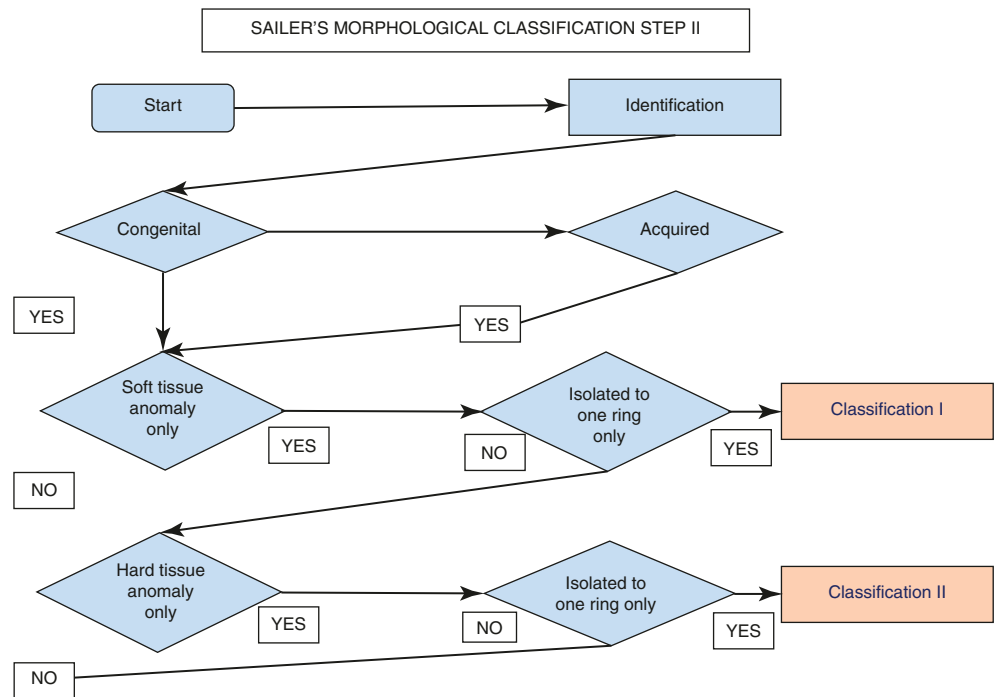 SAILER'S MORPHOLOGICAL CLASSIFICATION STEP II
Start
Identification
Congenital
Acquired
YES
YES
Soft tissue
anomaly
only
Isolated to
one ring
only
Classification I
YES
NO
YES
NO
Hard tissue
anomaly
only
Isolated to
one ring only
Classification II
YES
NO
YES
NO